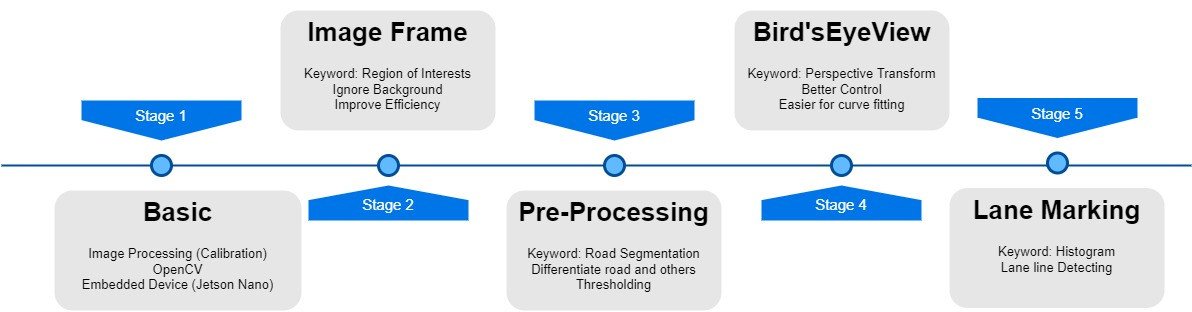 Stage 1
Basic
Image Processing (Calibration)
OpenCV
Embedded Device (Jetson Nano)
Image Frame
Keyword: Region of Interests
Ignore Background
Improve Efficiency
Stage 2
Stage 3
Pre-Processing
Keyword: Road Segmentation
Differentiate road and others
Thresholding
Bird'sEyeView
Keyword: Perspective Transform
Better Control
Easier for curve fitting
Stage 4
Stage 5
Lane Marking
Keyword: Histogram
Lane line Detecting